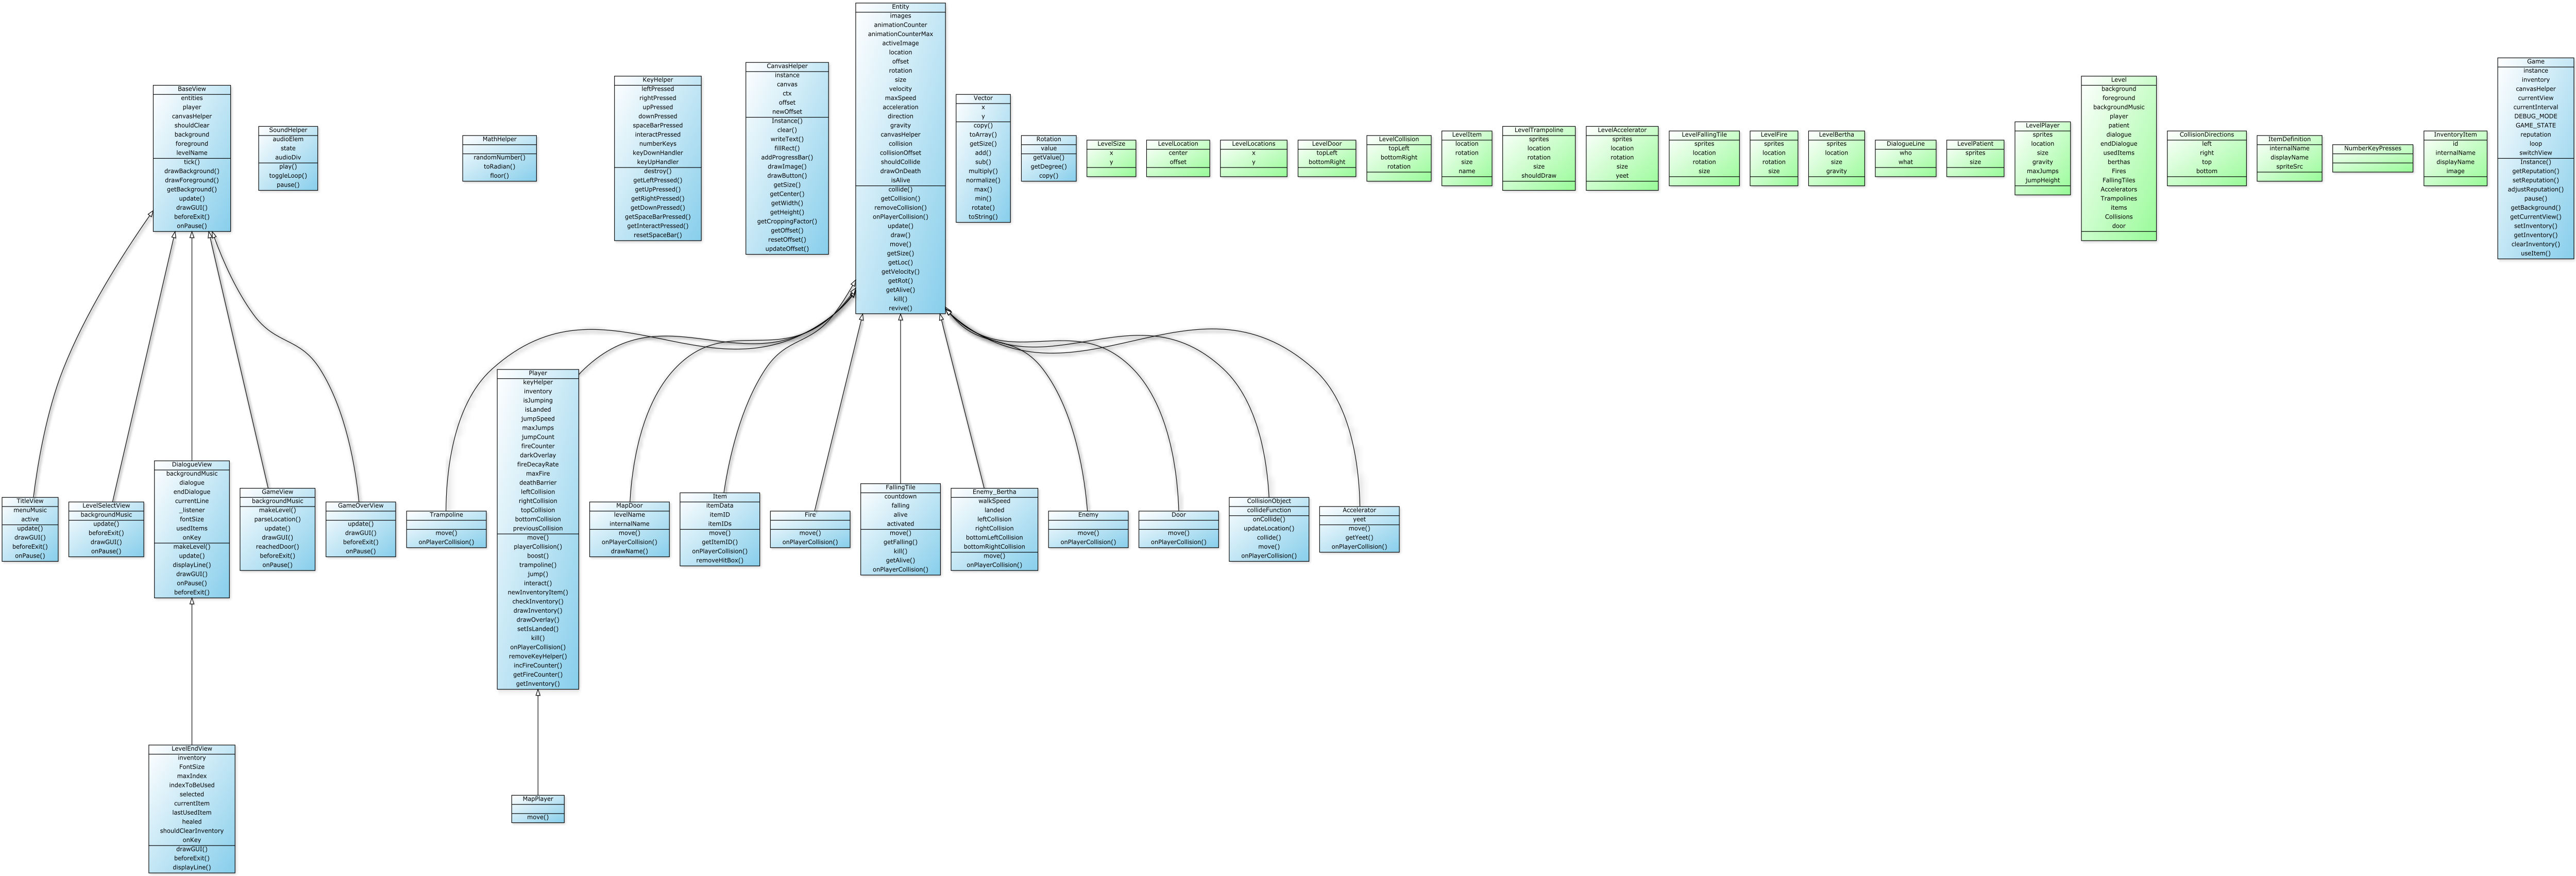 BaseView
entities
player
canvasHelper
shouldClear
background
foreground
levelName
tick()
drawBackground()
drawForeground()
getBackground()
update()
drawGUI()
beforeExit()
onPause()
SoundHelper
audioElem
state
audioDiv
play()
toggleLoop()
pause()
MathHelper
randomNumber()
toRadian()
floor()
KeyHelper
leftPressed
rightPressed
upPressed
downPressed
spaceBarPressed
interactPressed
numberKeys
keyDownHandler
keyUpHandler
destroy()
getLeftPressed()
getUpPressed()
getRightPressed()
getDownPressed()
getSpaceBarPressed()
getInteractPressed()
resetSpaceBar()
CanvasHelper
instance
canvas
ctx
offset
newOffset
Instance()
clear()
writeText()
fillRect()
addProgressBar()
drawImage()
drawButton()
getSize()
getCenter()
getWidth()
getHeight()
getCroppingFactor()
getOffset()
resetOffset()
updateOffset()
Entity
images
animationCounter
animationCounterMax
activeImage
location
offset
rotation
size
velocity
maxSpeed
acceleration
direction
gravity
canvasHelper
collision
collisionOffset
shouldCollide
drawOnDeath
isAlive
collide()
getCollision()
removeCollision()
onPlayerCollision()
update()
draw()
move()
getSize()
getLoc()
getVelocity()
getRot()
getAlive()
kill()
revive()
Vector
x
y
copy()
toArray()
getSize()
add()
sub()
multiply()
normalize()
max()
min()
rotate()
toString()
Rotation
value
getValue()
getDegree()
copy()
LevelSize
x
y
LevelLocation
center
offset
LevelLocations
x
y
LevelDoor
topLeft
bottomRight
LevelCollision
topLeft
bottomRight
rotation
LevelItem
location
rotation
size
name
LevelTrampoline
sprites
location
rotation
size
shouldDraw
LevelAccelerator
sprites
location
rotation
size
yeet
LevelFallingTile
sprites
location
rotation
size
LevelFire
sprites
location
rotation
size
LevelBertha
sprites
location
size
gravity
DialogueLine
who
what
LevelPatient
sprites
size
LevelPlayer
sprites
location
size
gravity
maxJumps
jumpHeight
Level
background
foreground
backgroundMusic
player
patient
dialogue
endDialogue
usedItems
berthas
Fires
FallingTiles
Accelerators
Trampolines
items
Collisions
door
CollisionDirections
left
right
top
bottom
ItemDefinition
internalName
displayName
spriteSrc
NumberKeyPresses
InventoryItem
id
internalName
displayName
image
Game
instance
inventory
canvasHelper
currentView
currentInterval
DEBUG_MODE
GAME_STATE
reputation
loop
switchView
Instance()
getReputation()
setReputation()
adjustReputation()
pause()
getBackground()
getCurrentView()
setInventory()
getInventory()
clearInventory()
useItem()
TitleView
menuMusic
active
update()
drawGUI()
beforeExit()
onPause()
LevelSelectView
backgroundMusic
update()
beforeExit()
drawGUI()
onPause()
DialogueView
backgroundMusic
dialogue
endDialogue
currentLine
_listener
fontSize
usedItems
onKey
makeLevel()
update()
displayLine()
drawGUI()
onPause()
beforeExit()
GameView
backgroundMusic
makeLevel()
parseLocation()
update()
drawGUI()
reachedDoor()
beforeExit()
onPause()
GameOverView
update()
drawGUI()
beforeExit()
onPause()
Trampoline
move()
onPlayerCollision()
Player
keyHelper
inventory
isJumping
isLanded
jumpSpeed
maxJumps
jumpCount
fireCounter
darkOverlay
fireDecayRate
maxFire
deathBarrier
leftCollision
rightCollision
topCollision
bottomCollision
previousCollision
move()
playerCollision()
boost()
trampoline()
jump()
interact()
newInventoryItem()
checkInventory()
drawInventory()
drawOverlay()
setIsLanded()
kill()
onPlayerCollision()
removeKeyHelper()
incFireCounter()
getFireCounter()
getInventory()
MapDoor
levelName
internalName
move()
onPlayerCollision()
drawName()
Item
itemData
itemID
itemIDs
move()
getItemID()
onPlayerCollision()
removeHitBox()
Fire
move()
onPlayerCollision()
FallingTile
countdown
falling
alive
activated
move()
getFalling()
kill()
getAlive()
onPlayerCollision()
Enemy_Bertha
walkSpeed
landed
leftCollision
rightCollision
bottomLeftCollision
bottomRightCollision
move()
onPlayerCollision()
Enemy
move()
onPlayerCollision()
Door
move()
onPlayerCollision()
CollisionObject
collideFunction
onCollide()
updateLocation()
collide()
move()
onPlayerCollision()
Accelerator
yeet
move()
getYeet()
onPlayerCollision()
LevelEndView
inventory
FontSize
maxIndex
indexToBeUsed
selected
currentItem
lastUsedItem
healed
shouldClearInventory
onKey
drawGUI()
beforeExit()
displayLine()
MapPlayer
move()